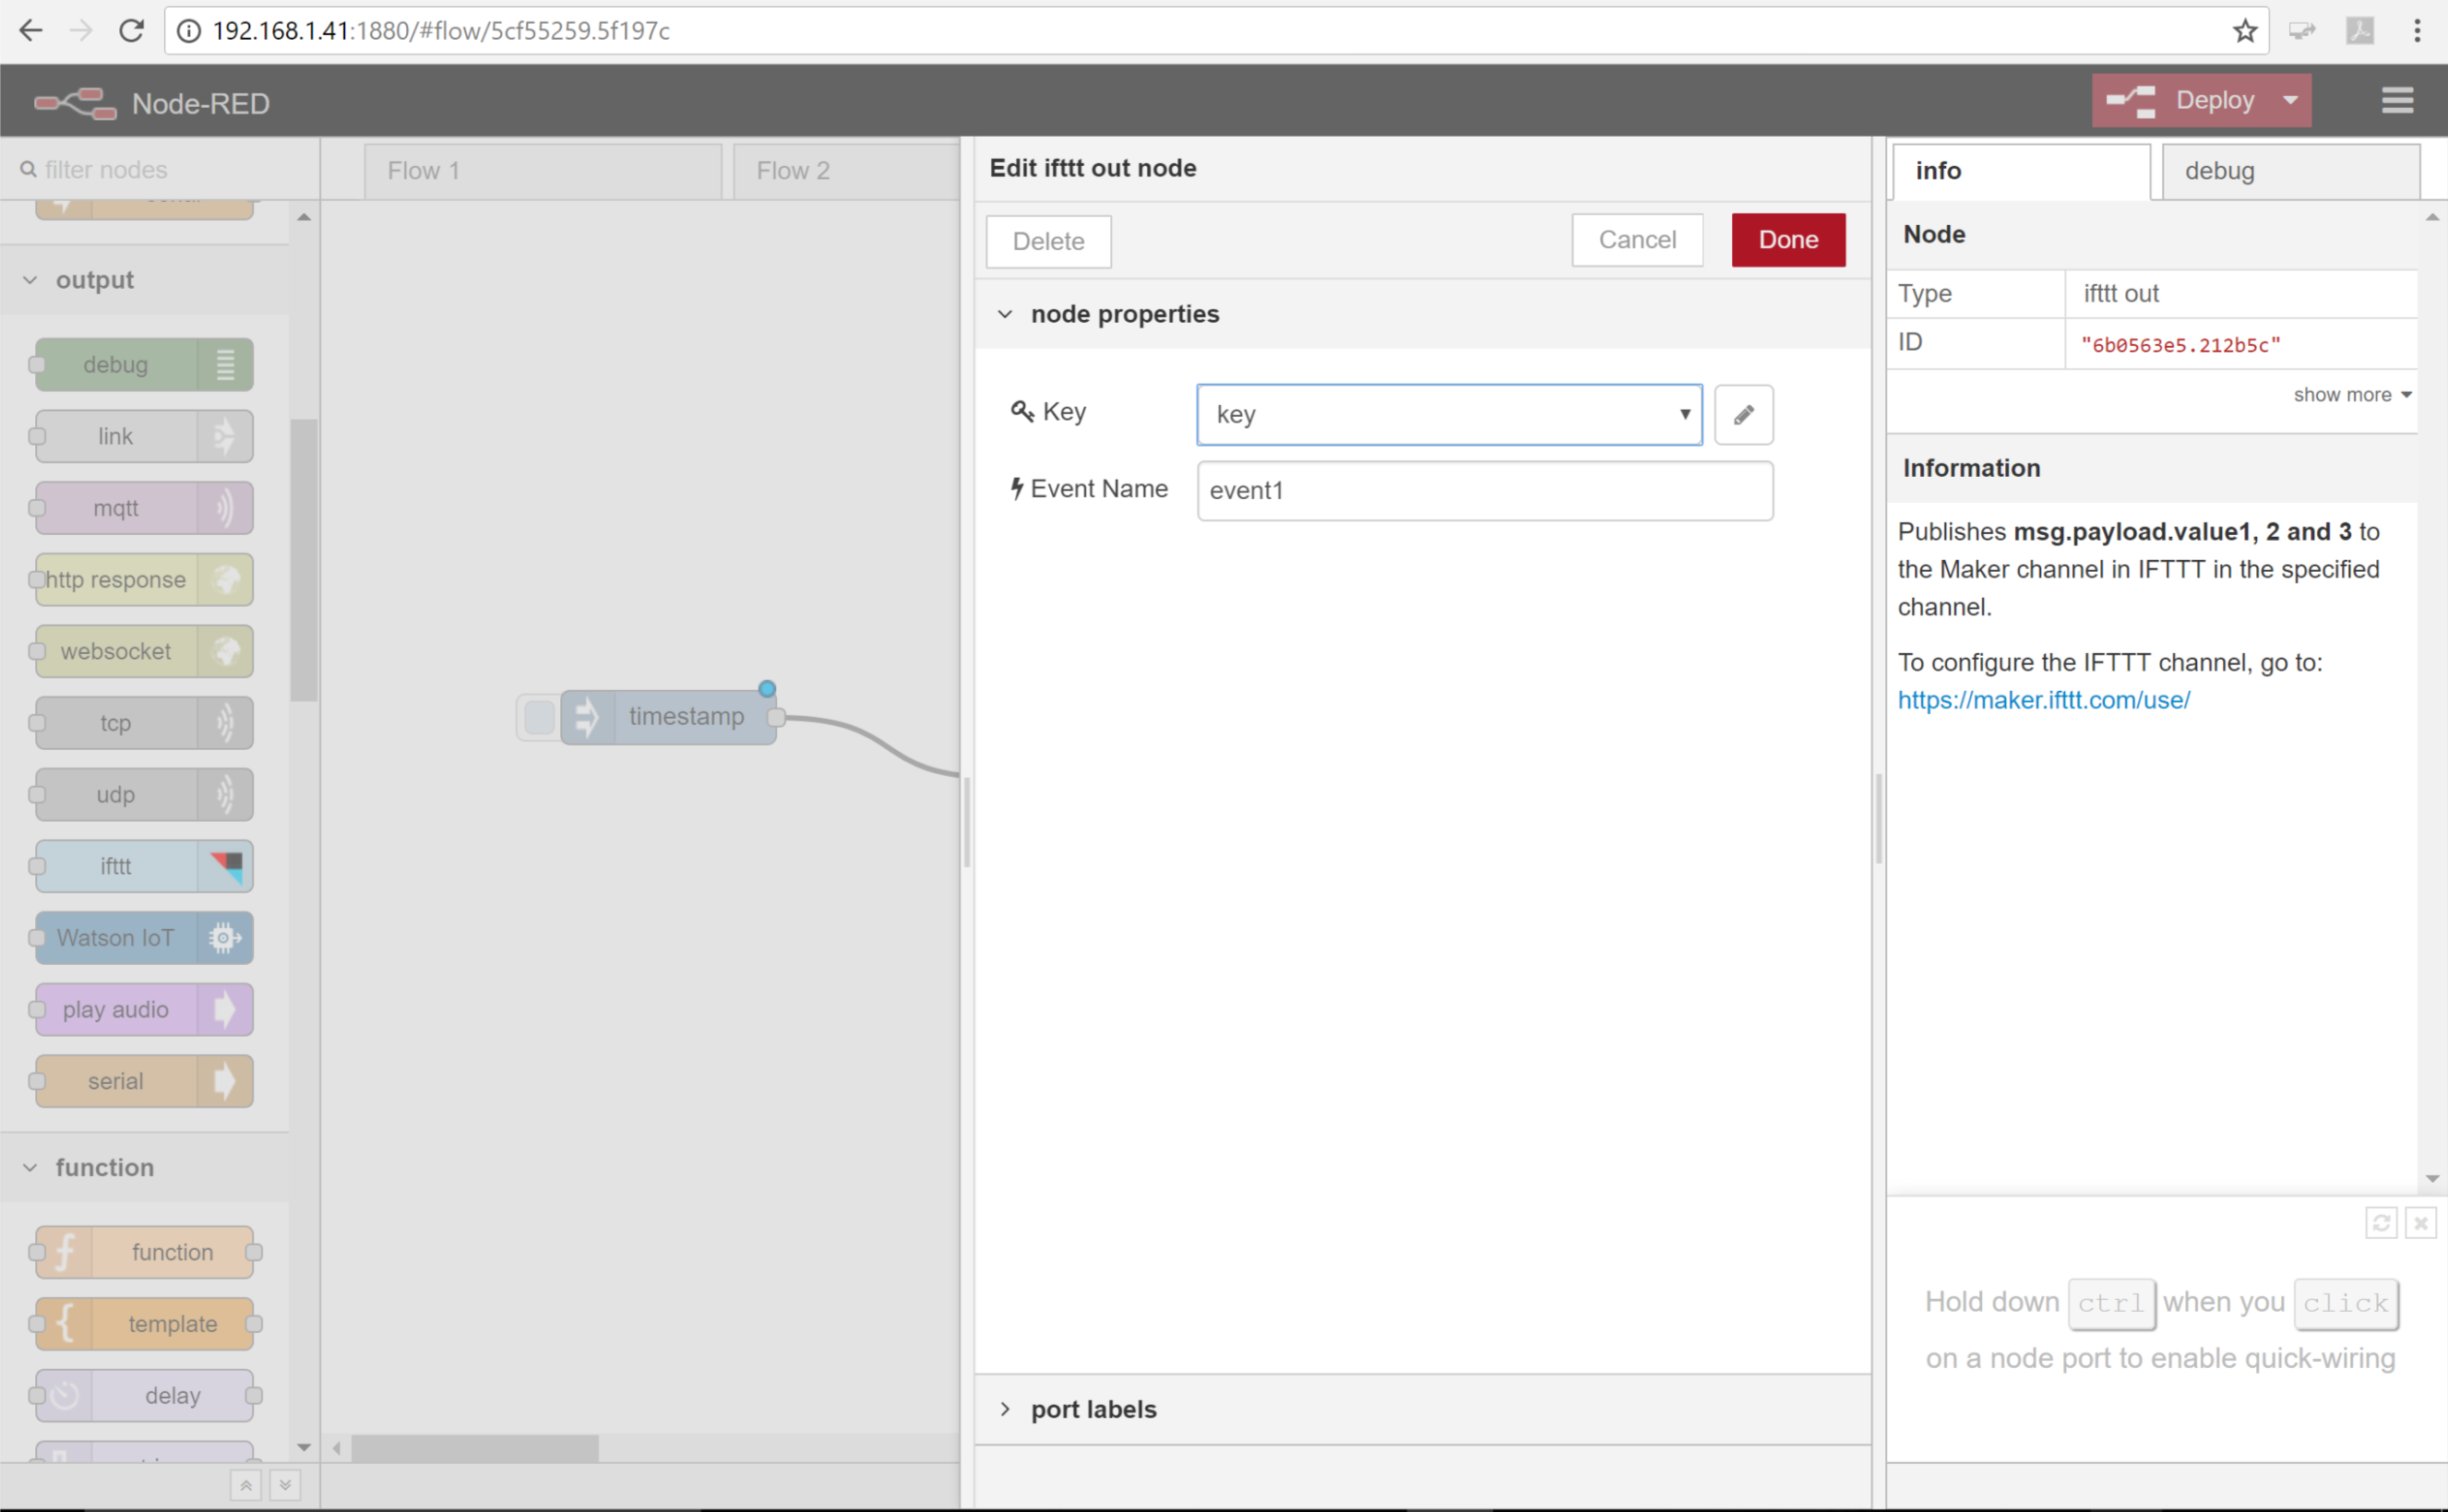 192.168.1.41:1880/#flow/5cf55259.5f197c
Node-RED
Deploy
filter nodes
output
debug
link
mqtt
http response
websocket
tcp
udp
ifttt
Watson IoT
play audio
serial
function
function
template
delay
Flow 1
Flow 2
timestamp
Edit ifttt out node
Delete
Cancel
Done
node properties
Key
key
Event Name
event1
port labels
info
debug
Node
Type
ifttt out
ID
"6b0563e5.212b5c"
show more
Information
Publishes msg.payload.value1, 2 and 3 to
the Maker channel in IFTTT in the specified
channel.
To configure the IFTTT channel, go to:
https://maker.ifttt.com/use/
Hold down ctrl when you click
on a node port to enable quick-wiring